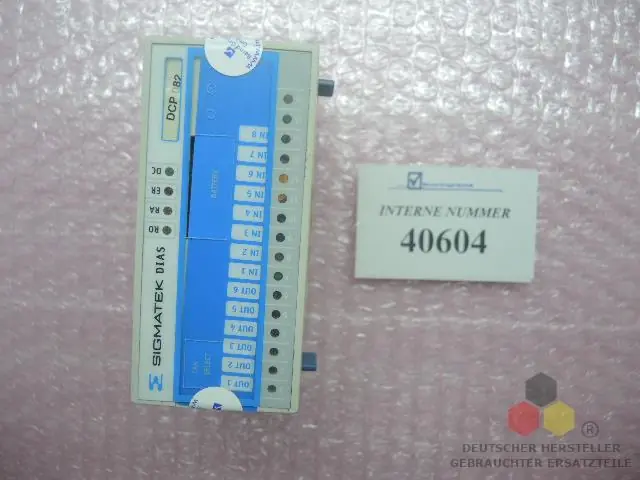 DCP 082
DC
ER
RA
RO
SIGMATEK DIAS
BATTERY
CAN
SELECT
IN 8
IN 7
IN 6
IN 5
IN 4
IN 3
IN 2
IN 1
OUT 6
OUT 5
OUT 4
OUT 3
OUT 2
OUT 1
INTERNE NUMMER
40604
DEUTSCHER HERSTELLER
GEBRAUCHTER ERSATZTEILE
®